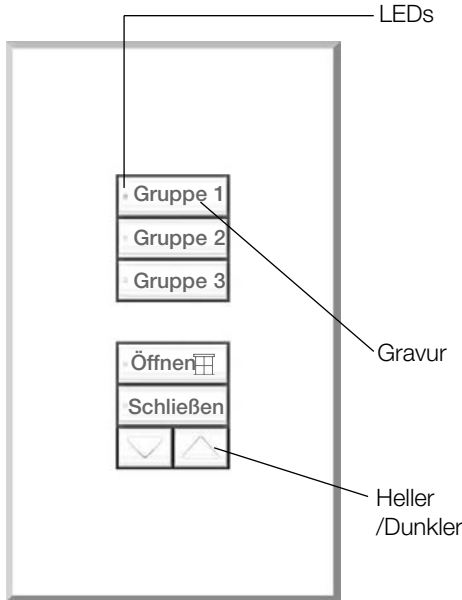 LEDs
Gruppe 1
Gruppe 2
Gruppe 3
Öffnen
Schließen
Gravur
Heller
/Dunkler